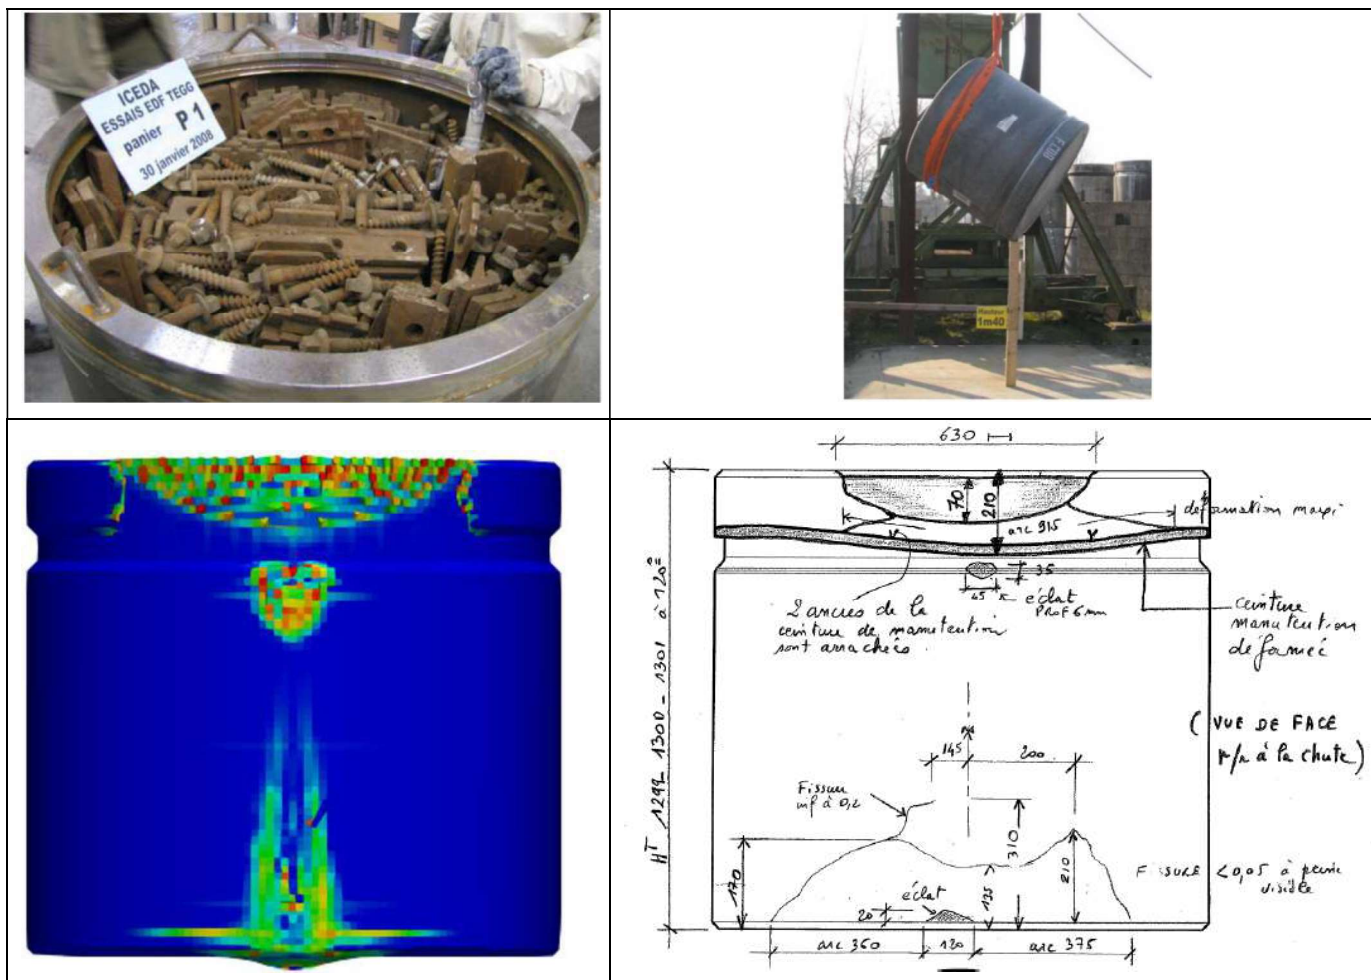 ICEDA
ESSAIS EDF TEGG
panier P 1
30 janvier 2008
1m40
630
70
210
déformation maxi
arc 915
35
45
éclat
PROF 6mm
2 ancres de la
ceinture de manutention
sont arrachées
ceinture
manutention
déformée
HT 1299 - 1300 - 1301 à 120°
(VUE DE FACE
p/r à la chute)
145
200
Fissure
inf à 0,2
310
170
135
210
FISSURE <0,05 à peine
visible
éclat
20
arc 360
120
arc 375